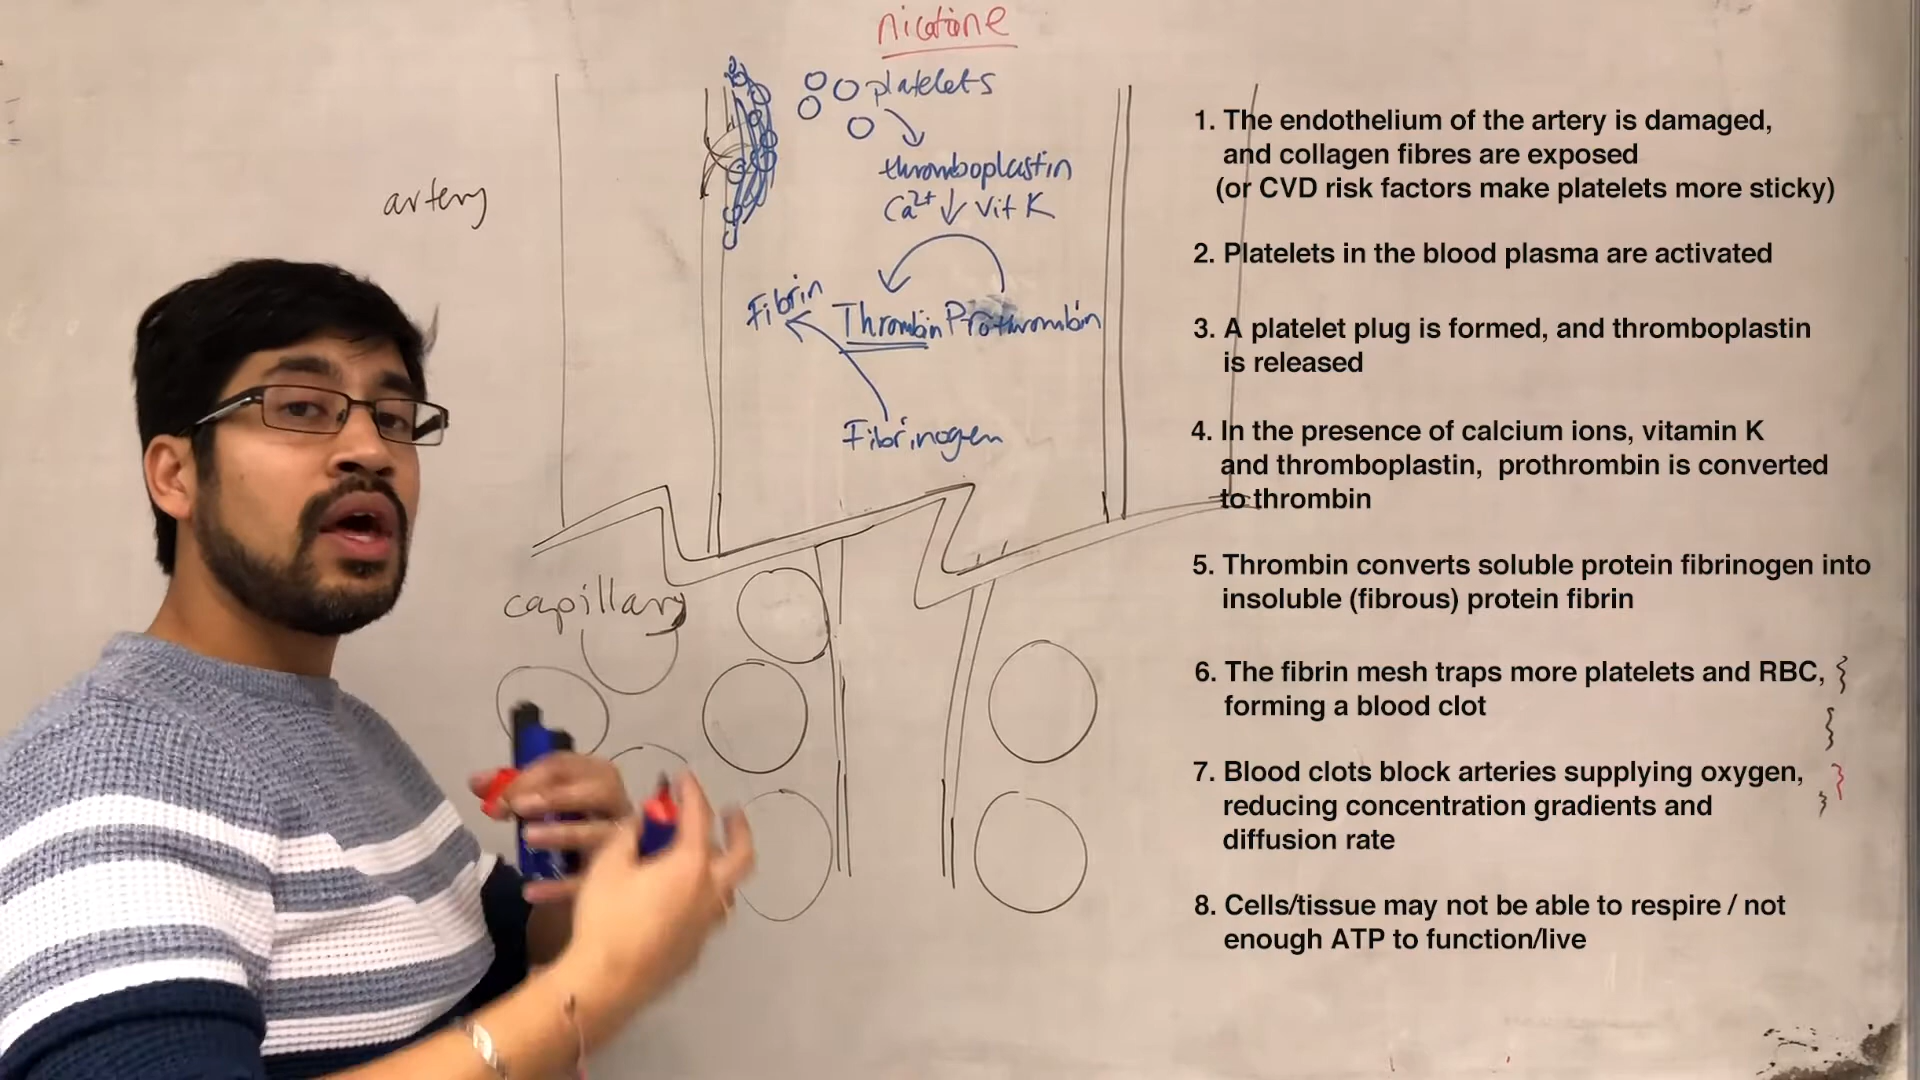 nicotine
platelets
thromboplastin
Ca²⁺ ↓ Vit K
artery
Fibrin
Thrombin Prothrombin
Fibrinogen
capillary
1. The endothelium of the artery is damaged,
and collagen fibres are exposed
(or CVD risk factors make platelets more sticky)
2. Platelets in the blood plasma are activated
3. A platelet plug is formed, and thromboplastin
is released
4. In the presence of calcium ions, vitamin K
and thromboplastin, prothrombin is converted
to thrombin
5. Thrombin converts soluble protein fibrinogen into
insoluble (fibrous) protein fibrin
6. The fibrin mesh traps more platelets and RBC,
forming a blood clot
7. Blood clots block arteries supplying oxygen,
reducing concentration gradients and
diffusion rate
8. Cells/tissue may not be able to respire / not
enough ATP to function/live